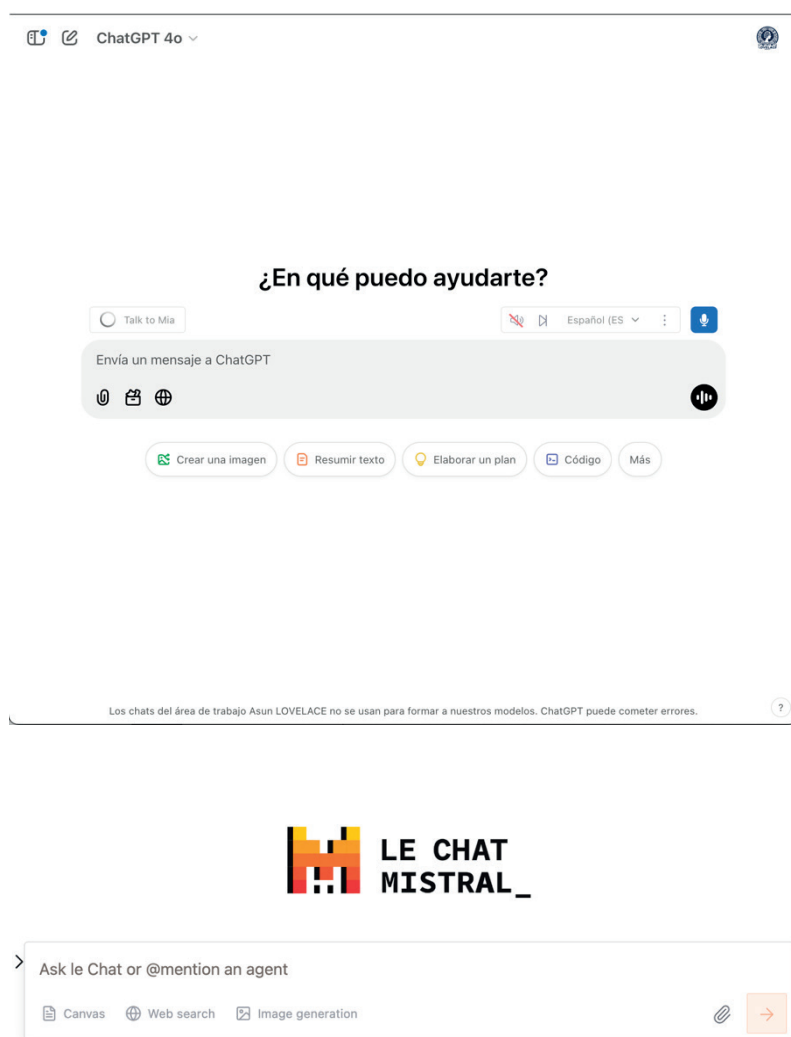 ChatGPT 4o
¿En qué puedo ayudarte?
Talk to Mia
Español (ES
Envía un mensaje a ChatGPT
Crear una imagen
Resumir texto
Elaborar un plan
Código
Más
Los chats del área de trabajo Asun LOVELACE no se usan para formar a nuestros modelos. ChatGPT puede cometer errores.
?
LE CHAT
MISTRAL_
Ask le Chat or @mention an agent
Canvas
Web search
Image generation